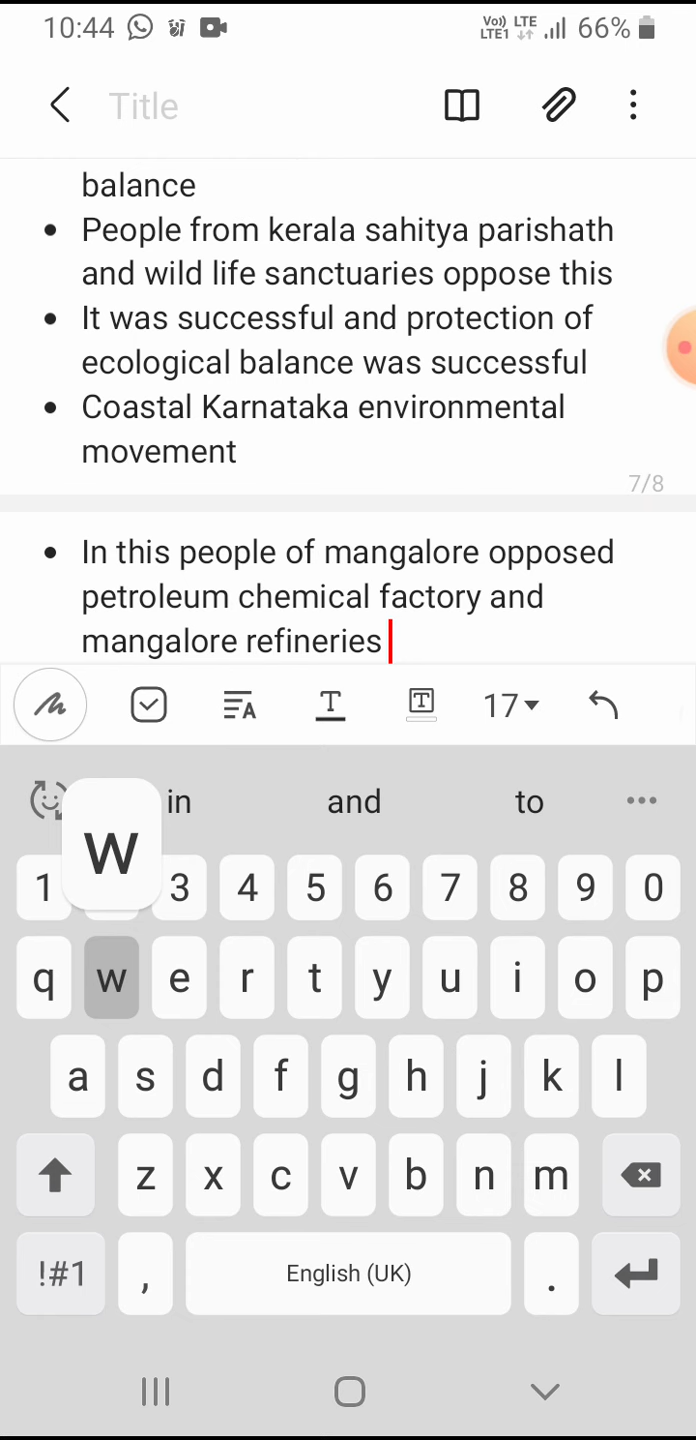 10:44 Vo)) LTE LTE1 66%
Title
balance
People from kerala sahitya parishath
and wild life sanctuaries oppose this
It was successful and protection of
ecological balance was successful
Coastal Karnataka environmental
movement
7/8
In this people of mangalore opposed
petroleum chemical factory and
mangalore refineries
T T 17
in and to
w
1 3 4 5 6 7 8 9 0
q w e r t y u i o p
a s d f g h j k l
z x c v b n m
!#1 , English (UK) .